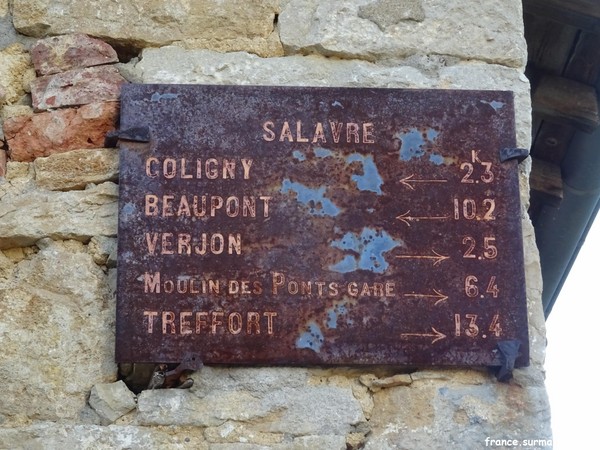 SALAVRE
COLIGNY ← 2.3 K
BEAUPONT ← 10.2
VERJON → 2.5
MOULIN DES PONTS GARE → 6.4
TREFFORT → 13.4
france.surma